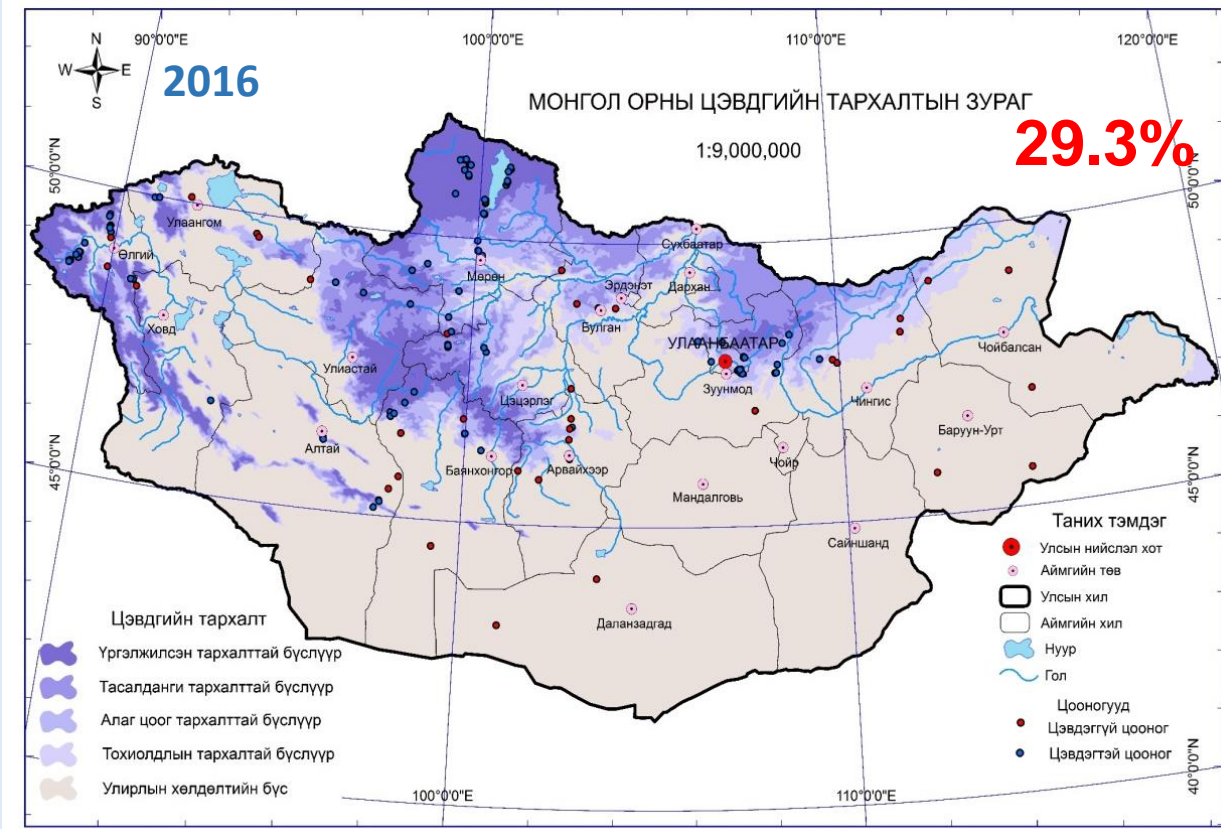 90°0'0"E
100°0'0"E
110°0'0"E
120°0'0"E
N
W
E
S
2016
МОНГОЛ ОРНЫ ЦЭВДГИЙН ТАРХАЛТЫН ЗУРАГ
1:9,000,000
29.3%
50°0'0"N
50°0'0"N
Улаангом
Өлгий
Ховд
Мөрөн
Сүхбаатар
Дархан
Эрдэнэт
Вулган
УЛААНБААТАР
Зуунмод
Улиастай
Цэцэрлэг
Чойбалсан
Чингис
Баруун-Урт
Алтай
Баянхонгор
Арвайхээр
Чойр
Мандалговь
Сайншанд
Даланзадгад
45°0'0"N
45°0'0"N
Цэвдгийн тархалт
Үргэлжилсэн тархалттай бүслүүр
Тасалданги тархалттай бүслүүр
Алаг цоог тархалттай бүслүүр
Тохиолдлын тархалтай бүслүүр
Улирлын хөлдөлтийн бүс
Таних тэмдэг
Улсын нийслэл хот
Аймгийн төв
Улсын хил
Аймгийн хил
Нуур
Гол
Цооногууд
Цэвдэггүй цооног
Цэвдэгтэй цооног
40°0'0"N
100°0'0"E
110°0'0"E